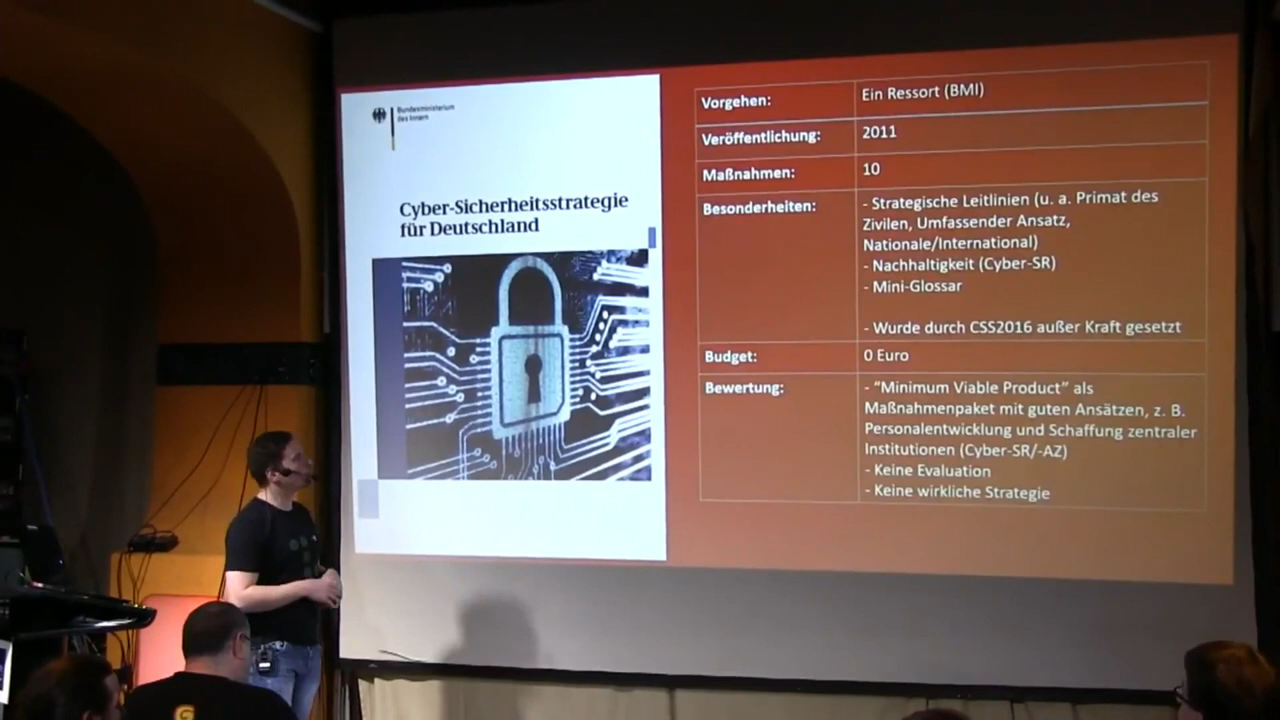 Bundesministerium
des Innern
Cyber-Sicherheitsstrategie
für Deutschland
Vorgehen: Ein Ressort (BMI)
Veröffentlichung: 2011
Maßnahmen: 10
Besonderheiten: - Strategische Leitlinien (u. a. Primat des
Zivilen, Umfassender Ansatz,
Nationale/International)
- Nachhaltigkeit (Cyber-SR)
- Mini-Glossar
- Wurde durch CSS2016 außer Kraft gesetzt
Budget: 0 Euro
Bewertung: - “Minimum Viable Product” als
Maßnahmenpaket mit guten Ansätzen, z. B.
Personalentwicklung und Schaffung zentraler
Institutionen (Cyber-SR/-AZ)
- Keine Evaluation
- Keine wirkliche Strategie